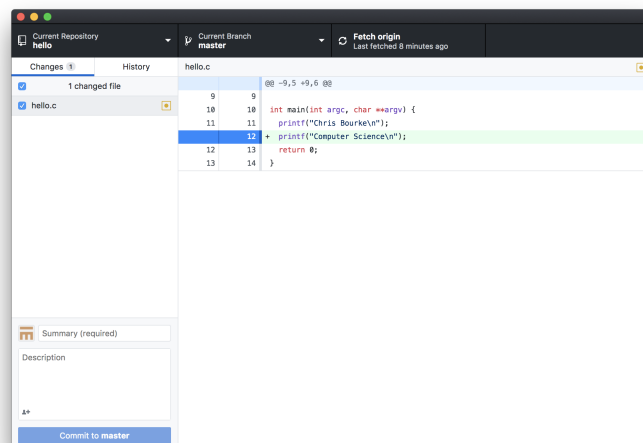 Current Repository
hello
Current Branch
master
Fetch origin
Last fetched 8 minutes ago
Changes 1
History
hello.c
1 changed file
hello.c
@@ -9,5 +9,6 @@
9 9
10 10 int main(int argc, char **argv) {
11 11 printf("Chris Bourke\n");
12 + printf("Computer Science\n");
12 13 return 0;
13 14 }
Summary (required)
Description
Commit to master